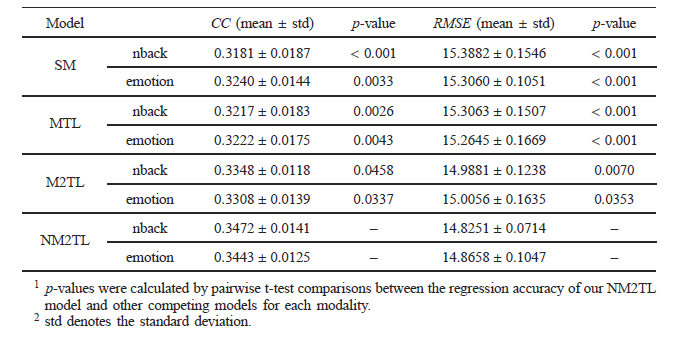 Model CC (mean ± std) p-value RMSE (mean ± std) p-value
SM
nback 0.3181 ± 0.0187 < 0.001 15.3882 ± 0.1546 < 0.001
emotion 0.3240 ± 0.0144 0.0033 15.3060 ± 0.1051 < 0.001
MTL
nback 0.3217 ± 0.0183 0.0026 15.3063 ± 0.1507 < 0.001
emotion 0.3222 ± 0.0175 0.0043 15.2645 ± 0.1669 < 0.001
M2TL
nback 0.3348 ± 0.0118 0.0458 14.9881 ± 0.1238 0.0070
emotion 0.3308 ± 0.0139 0.0337 15.0056 ± 0.1635 0.0353
NM2TL
nback 0.3472 ± 0.0141 – 14.8251 ± 0.0714 –
emotion 0.3443 ± 0.0125 – 14.8658 ± 0.1047 –
1 p-values were calculated by pairwise t-test comparisons between the regression accuracy of our NM2TL
model and other competing models for each modality.
2 std denotes the standard deviation.